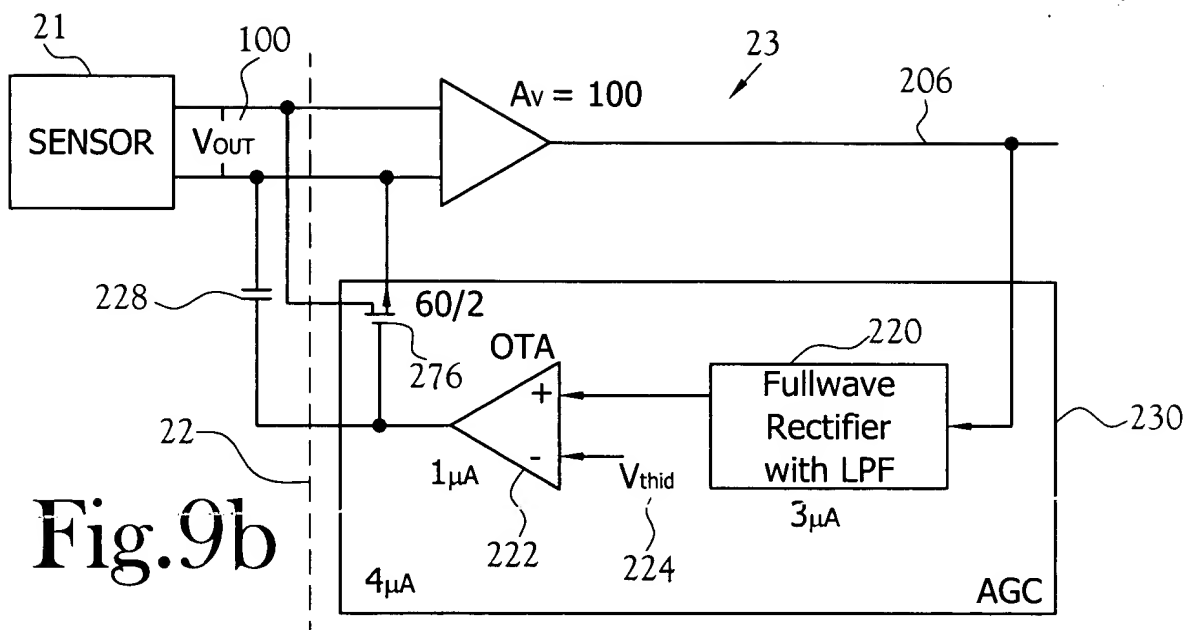 21
100
23
206
SENSOR
VOUT
AV = 100
228
60/2
276
OTA
220
Fullwave
Rectifier
with LPF
230
+
-
22
1µA
Vthid
3µA
222
224
4µA
AGC
Fig.9b